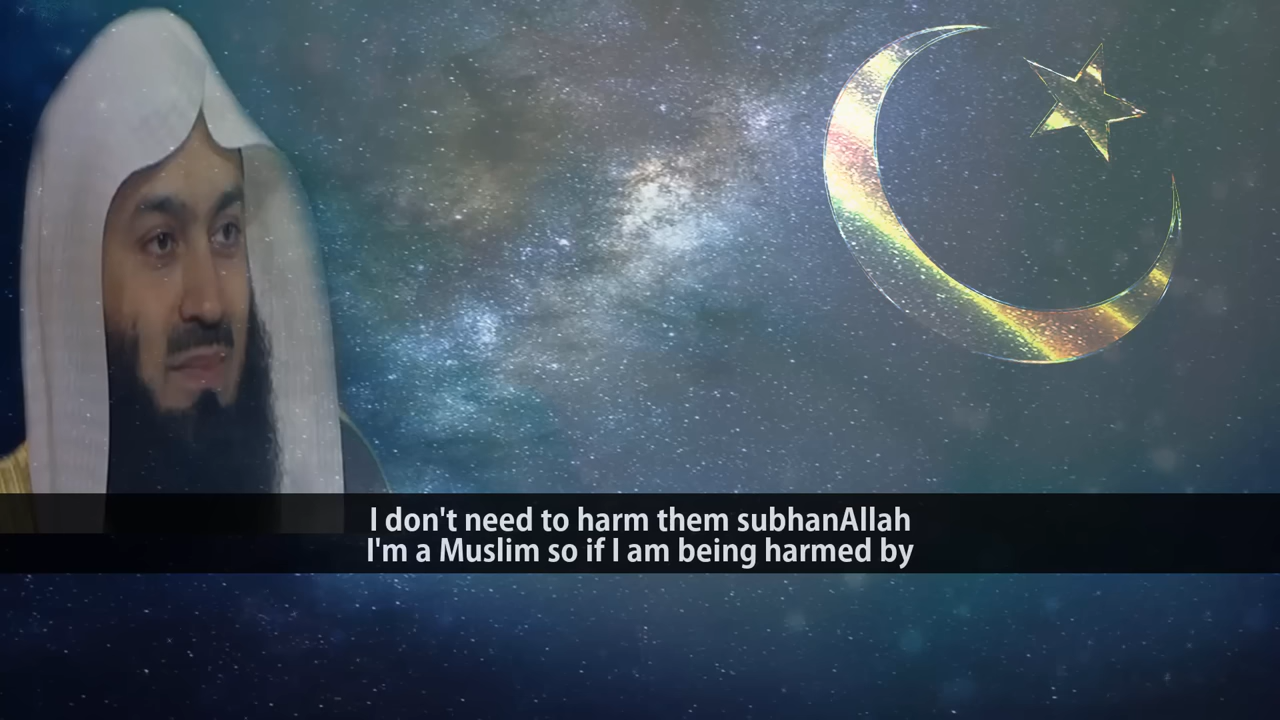 I don't need to harm them subhanAllah
I'm a Muslim so if I am being harmed by